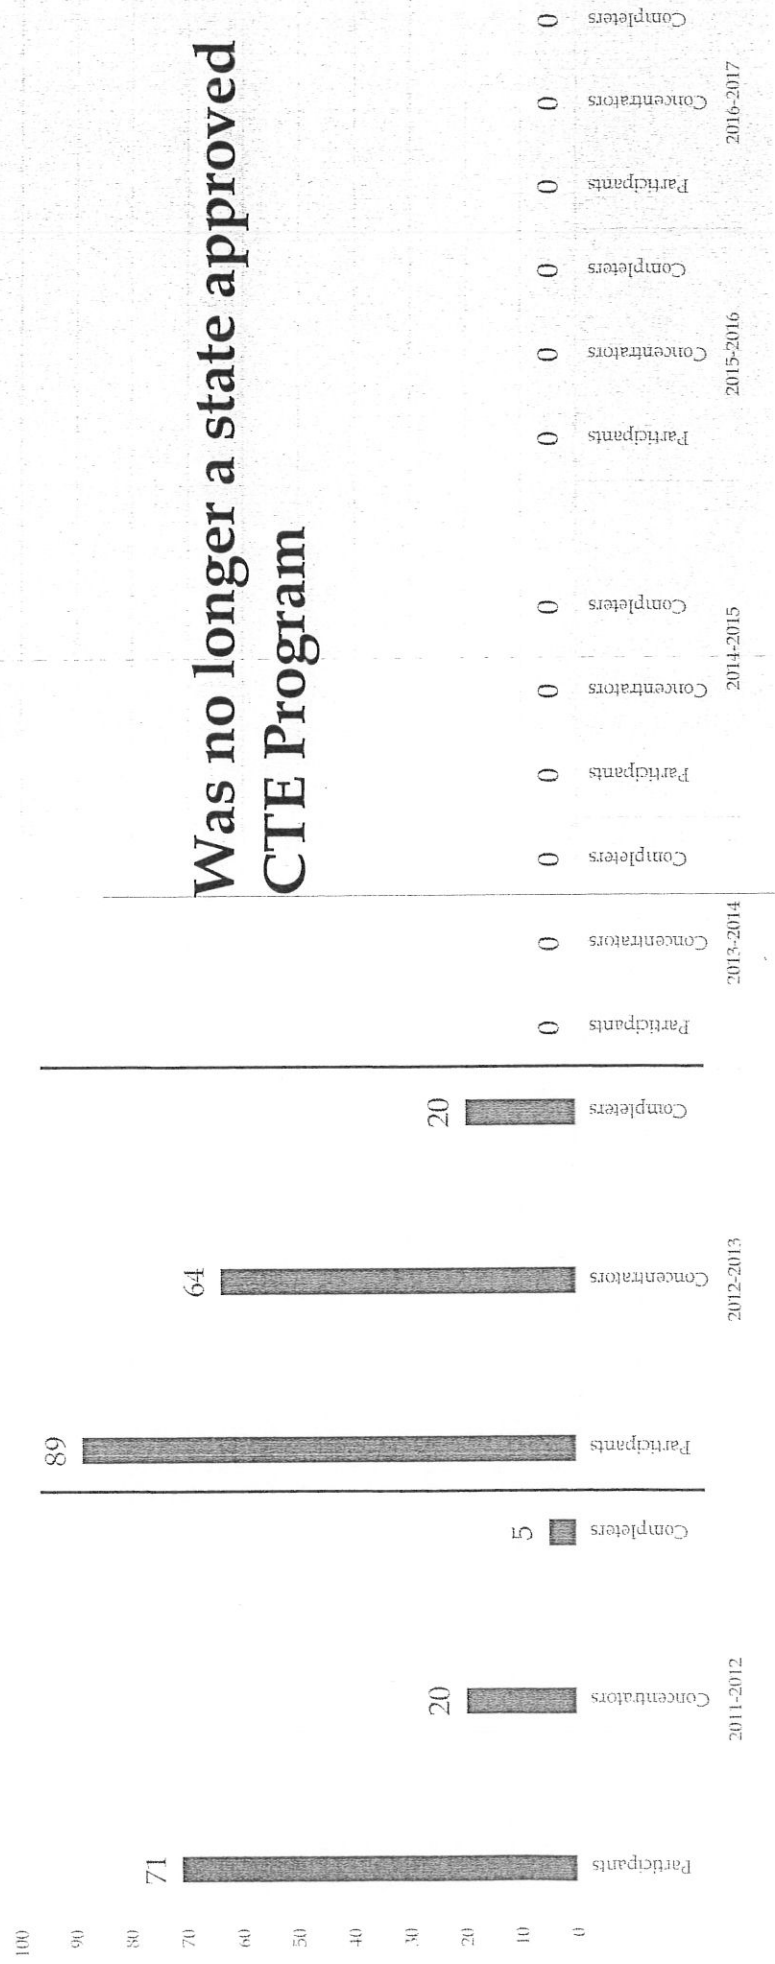 Was no longer a state approved
CTE Program
100
90
80
70
60
50
40
30
20
10
0
71
20
5
89
64
20
0
0
0
0
0
0
0
0
0
0
0
0
Participants
Concentrators
Completers
Participants
Concentrators
Completers
Participants
Concentrators
Completers
Participants
Concentrators
Completers
Participants
Concentrators
Completers
Participants
Concentrators
Completers
2011-2012
2012-2013
2013-2014
2014-2015
2015-2016
2016-2017